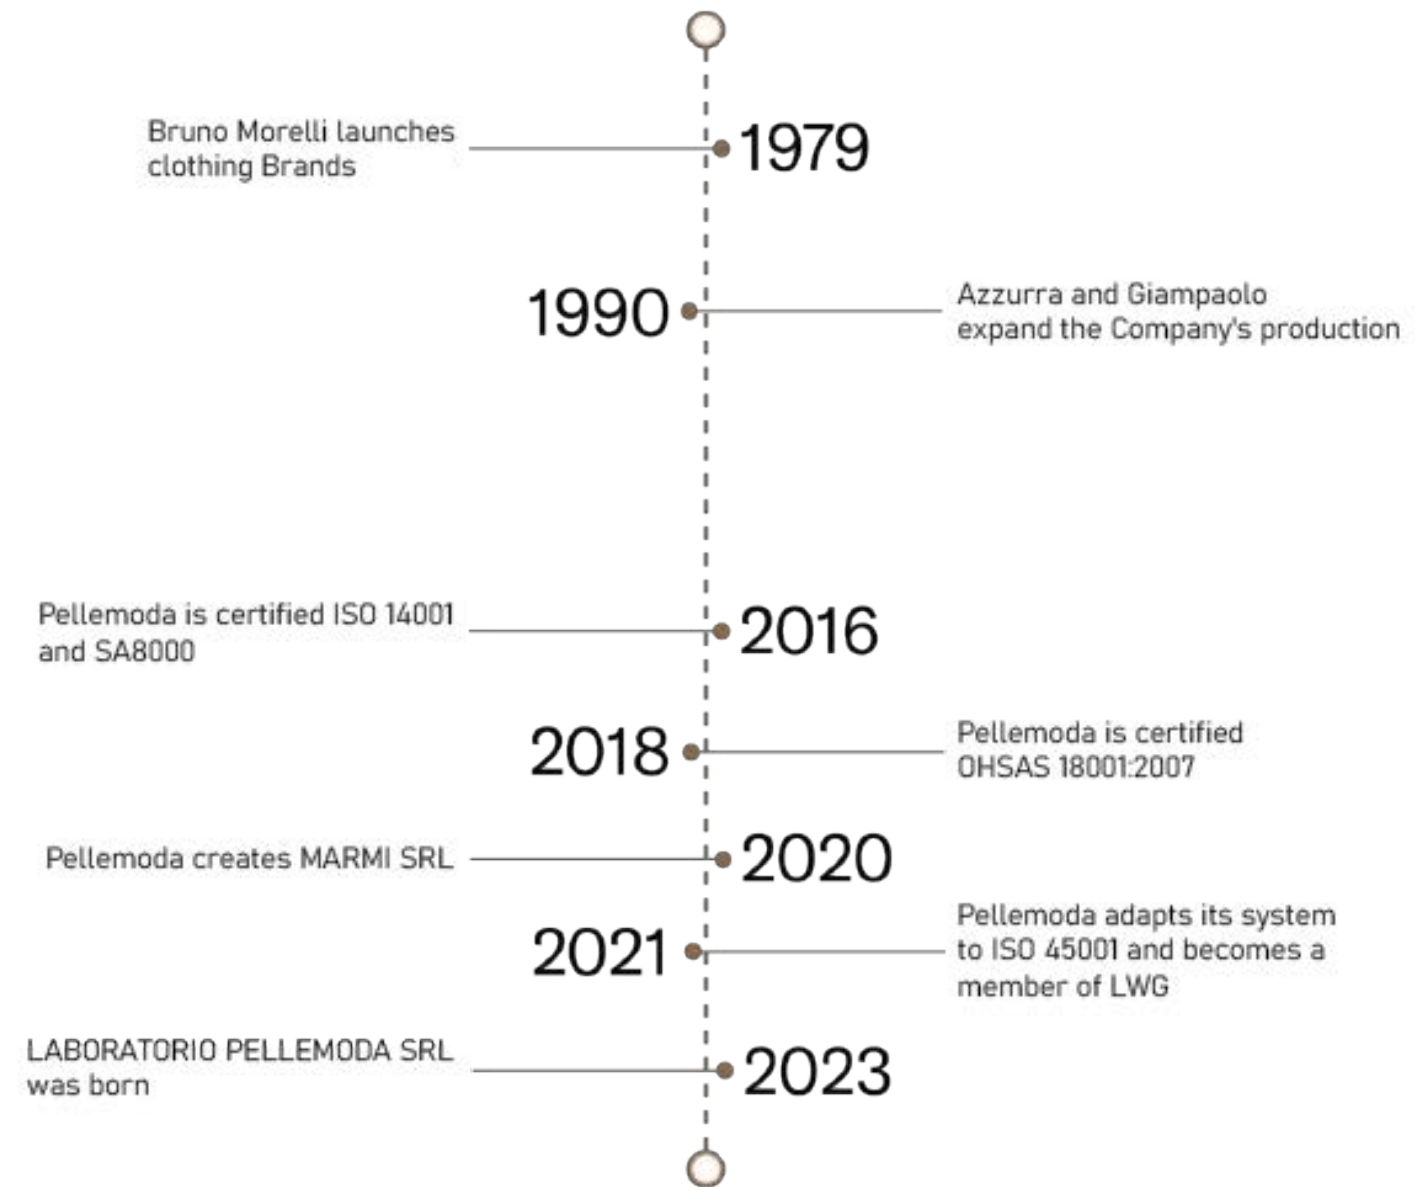 Bruno Morelli launches
clothing Brands
1979
1990
Azzurra and Giampaolo
expand the Company's production
Pellemoda is certified ISO 14001
and SA8000
2016
2018
Pellemoda is certified
OHSAS 18001:2007
Pellemoda creates MARMI SRL
2020
2021
Pellemoda adapts its system
to ISO 45001 and becomes a
member of LWG
LABORATORIO PELLEMODA SRL
was born
2023